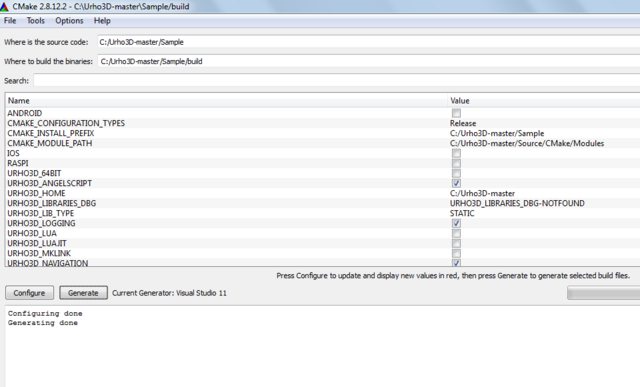 CMake 2.8.12.2 - C:\Urho3D-master\Sample\build
File Tools Options Help
Where is the source code: C:/Urho3D-master/Sample
Where to build the binaries: C:/Urho3D-master/Sample/build
Search:
Name Value
ANDROID
CMAKE_CONFIGURATION_TYPES Release
CMAKE_INSTALL_PREFIX C:/Urho3D-master/Sample
CMAKE_MODULE_PATH C:/Urho3D-master/Source/CMake/Modules
IOS
RASPI
URHO3D_64BIT
URHO3D_ANGELSCRIPT
URHO3D_HOME C:/Urho3D-master
URHO3D_LIBRARIES_DBG URHO3D_LIBRARIES_DBG-NOTFOUND
URHO3D_LIB_TYPE STATIC
URHO3D_LOGGING
URHO3D_LUA
URHO3D_LUAJIT
URHO3D_MKLINK
URHO3D_NAVIGATION
Press Configure to update and display new values in red, then press Generate to generate selected build files.
Configure Generate Current Generator: Visual Studio 11
Configuring done
Generating done